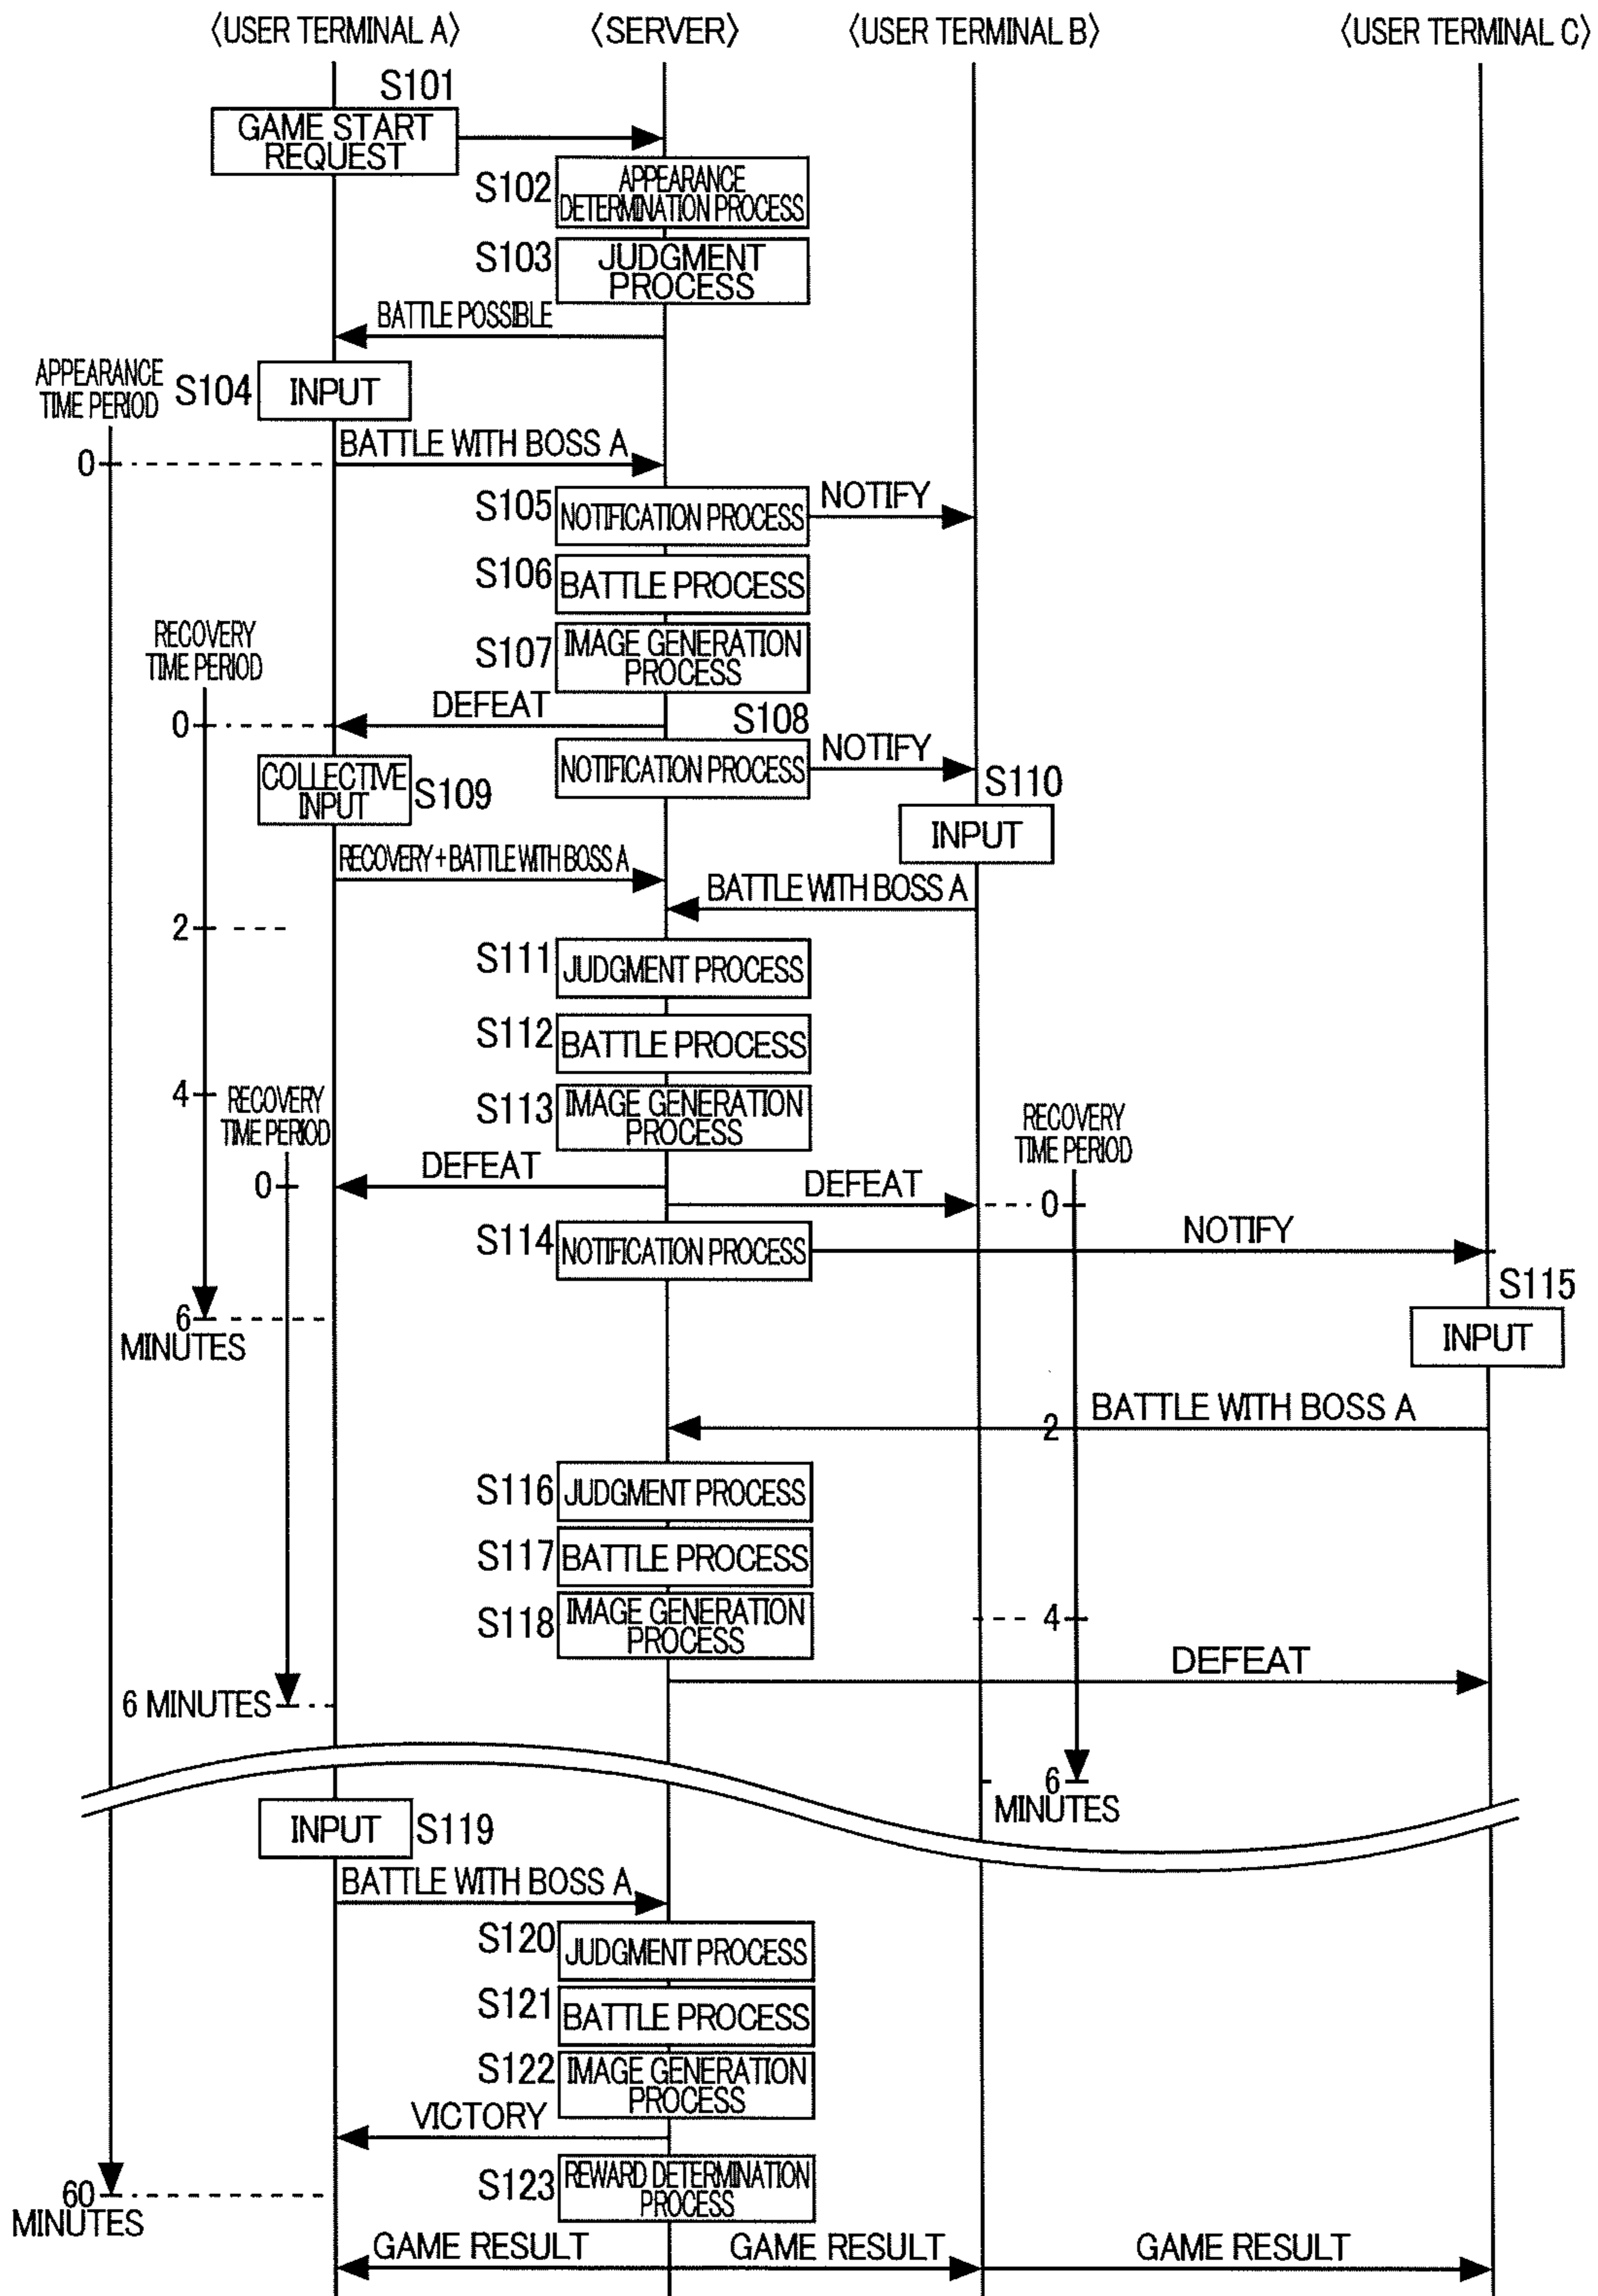 〈USER TERMINAL A〉 〈SERVER〉 〈USER TERMINAL B〉 〈USER TERMINAL C〉
S101
GAME START
REQUEST
S102
APPEARANCE
DETERMINATION PROCESS
S103
JUDGMENT
PROCESS
BATTLE POSSIBLE
APPEARANCE
TIME PERIOD
S104
INPUT
BATTLE WITH BOSS A
0
S105
NOTIFICATION PROCESS
NOTIFY
S106
BATTLE PROCESS
RECOVERY
TIME PERIOD
S107
IMAGE GENERATION
PROCESS
DEFEAT
0
S108
NOTIFICATION PROCESS
NOTIFY
COLLECTIVE
INPUT
S109
S110
INPUT
RECOVERY + BATTLE WITH BOSS A
BATTLE WITH BOSS A
2
S111
JUDGMENT PROCESS
S112
BATTLE PROCESS
4
RECOVERY
TIME PERIOD
S113
IMAGE GENERATION
PROCESS
RECOVERY
TIME PERIOD
DEFEAT
0
DEFEAT
0
S114
NOTIFICATION PROCESS
NOTIFY
S115
INPUT
6
MINUTES
BATTLE WITH BOSS A
2
S116
JUDGMENT PROCESS
S117
BATTLE PROCESS
S118
IMAGE GENERATION
PROCESS
4
DEFEAT
6 MINUTES
6
MINUTES
INPUT
S119
BATTLE WITH BOSS A
S120
JUDGMENT PROCESS
S121
BATTLE PROCESS
S122
IMAGE GENERATION
PROCESS
VICTORY
S123
REWARD DETERMINATION
PROCESS
60
MINUTES
GAME RESULT GAME RESULT GAME RESULT